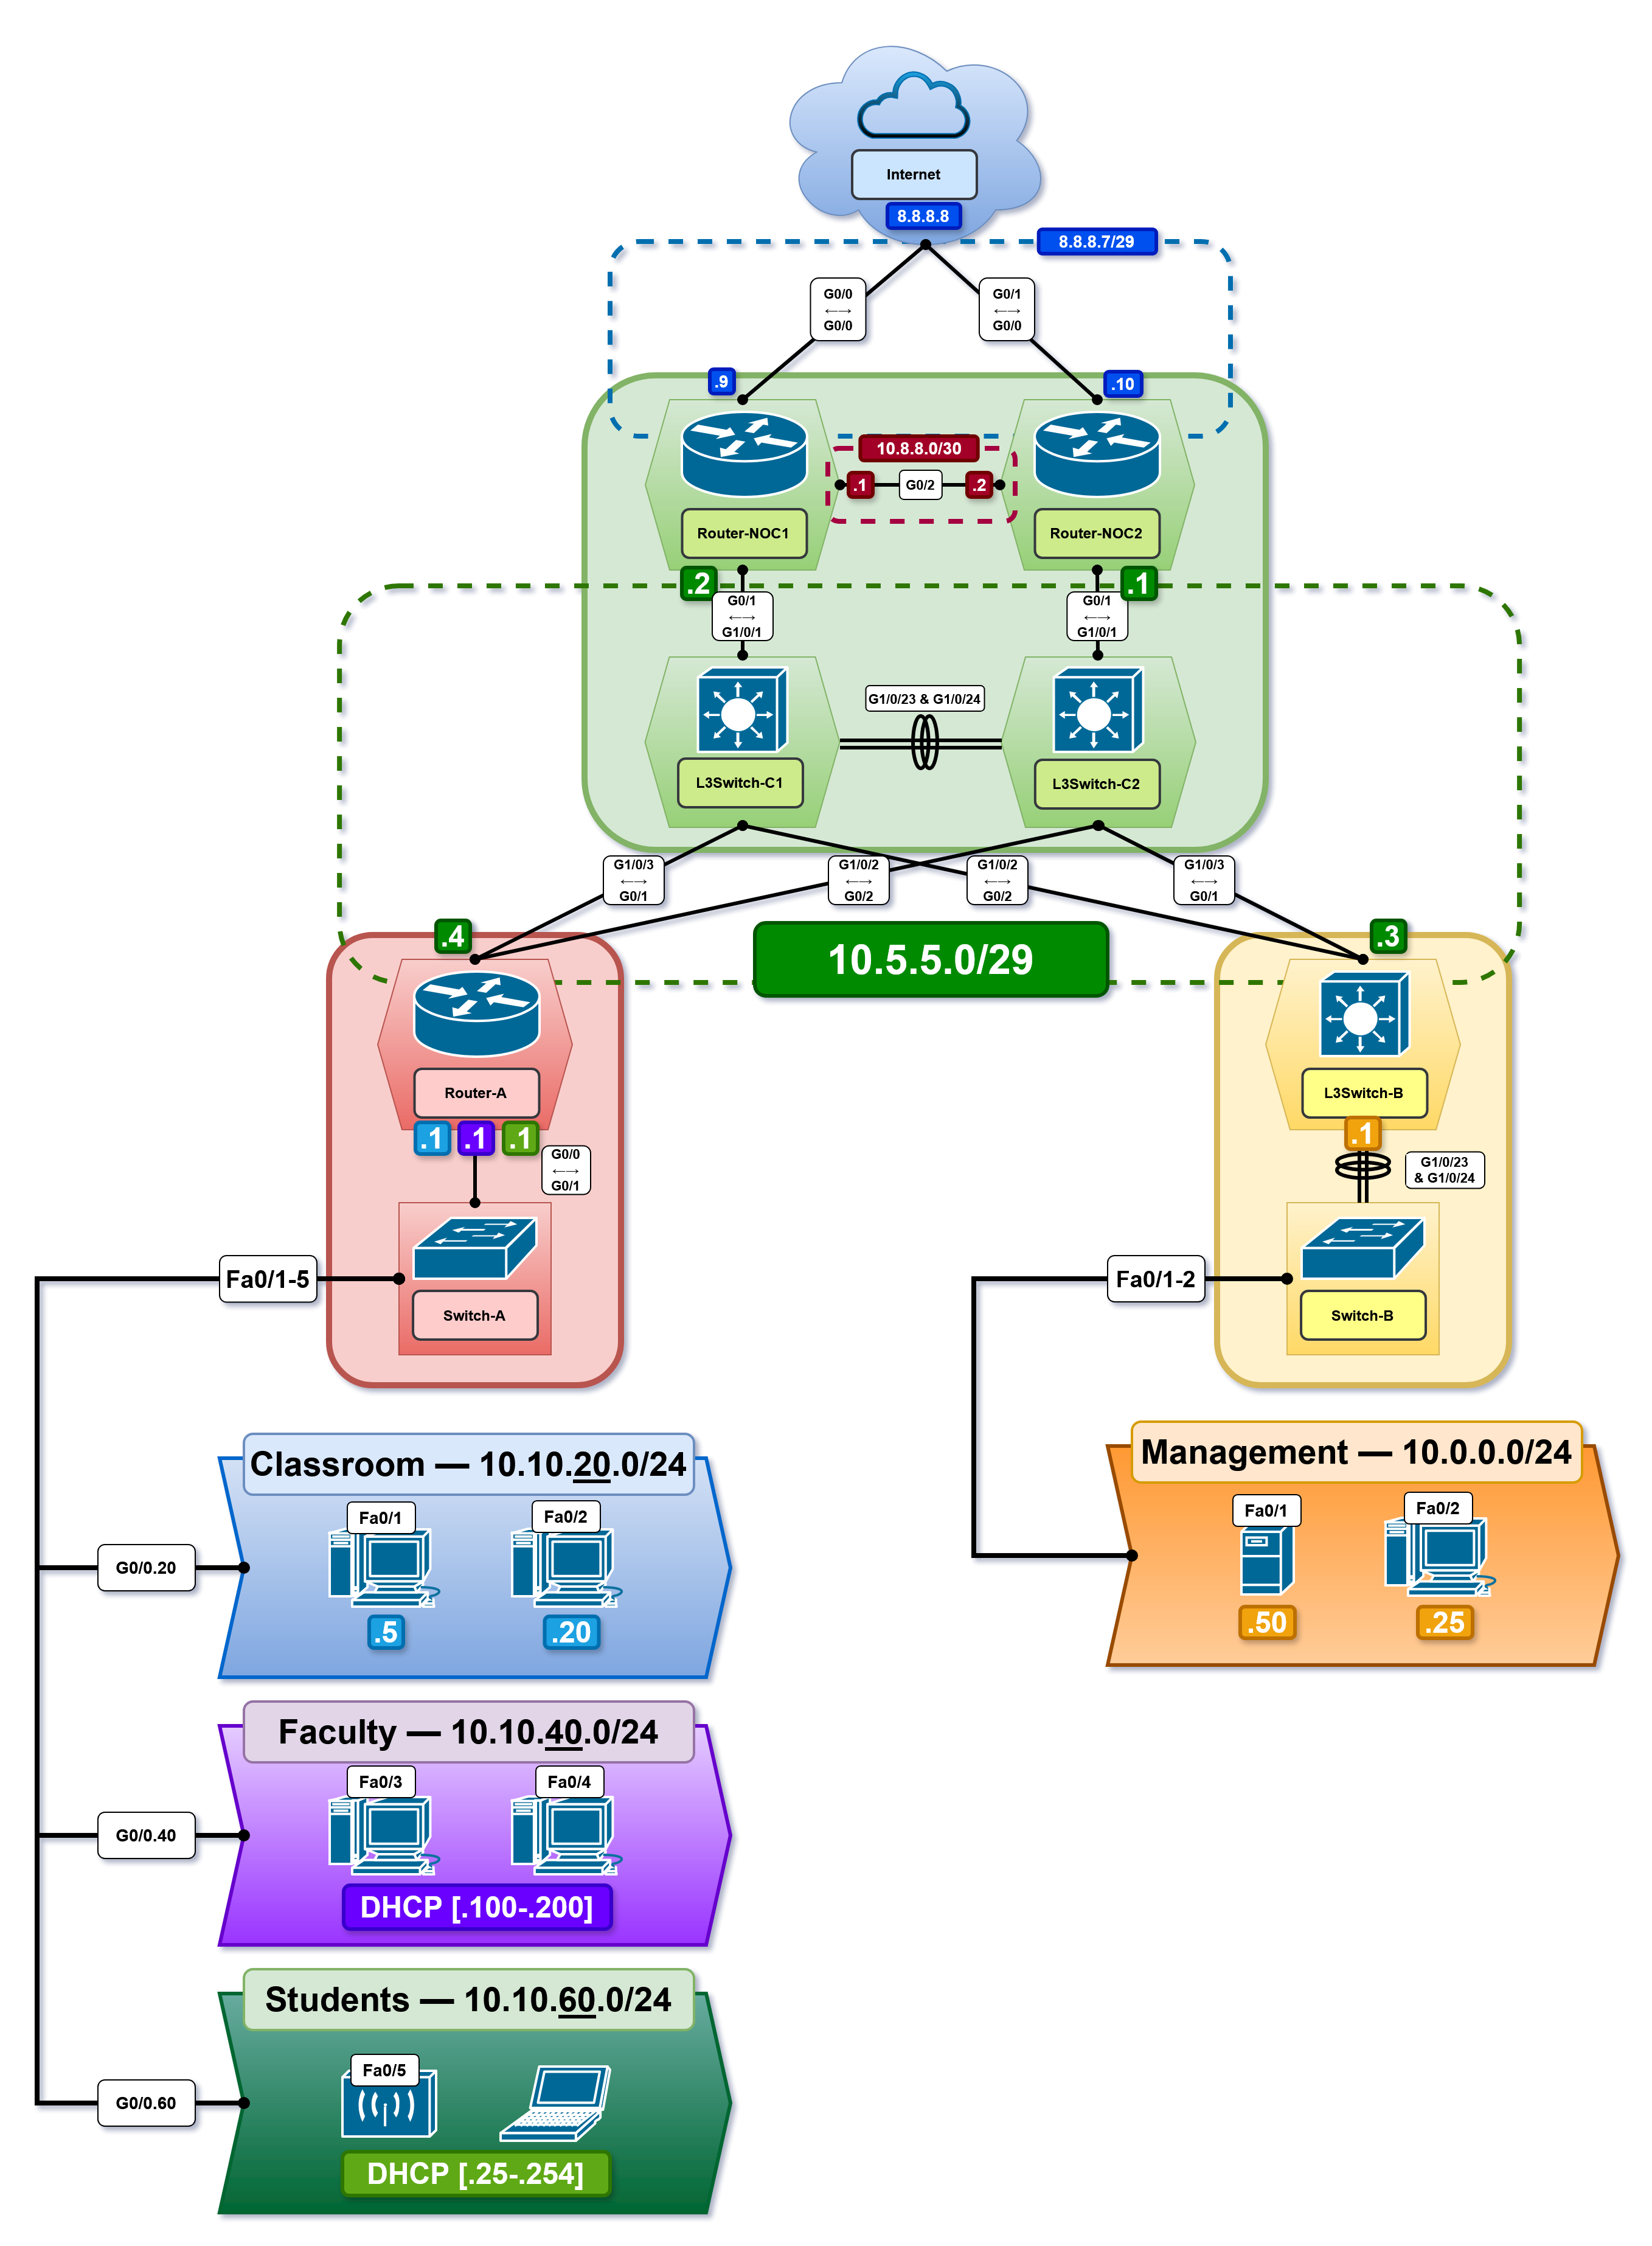 Internet
8.8.8.8
8.8.8.7/29
G0/0
←→
G0/0
G0/1
←→
G0/0
.9
.10
10.8.8.0/30
.1
G0/2
.2
Router-NOC1
Router-NOC2
.2
G0/1
←→
G1/0/1
G0/1
←→
G1/0/1
.1
G1/0/23 & G1/0/24
L3Switch-C1
L3Switch-C2
G1/0/3
←→
G0/1
G1/0/2
←→
G0/2
G1/0/2
←→
G0/2
G1/0/3
←→
G0/1
.4
10.5.5.0/29
.3
Router-A
L3Switch-B
.1
.1
.1
G0/0
←→
G0/1
.1
G1/0/23
& G1/0/24
Fa0/1-5
Switch-A
Fa0/1-2
Switch-B
Classroom — 10.10.20.0/24
Fa0/1
Fa0/2
G0/0.20
.5
.20
Management — 10.0.0.0/24
Fa0/1
Fa0/2
.50
.25
Faculty — 10.10.40.0/24
Fa0/3
Fa0/4
G0/0.40
DHCP [.100-.200]
Students — 10.10.60.0/24
Fa0/5
G0/0.60
DHCP [.25-.254]